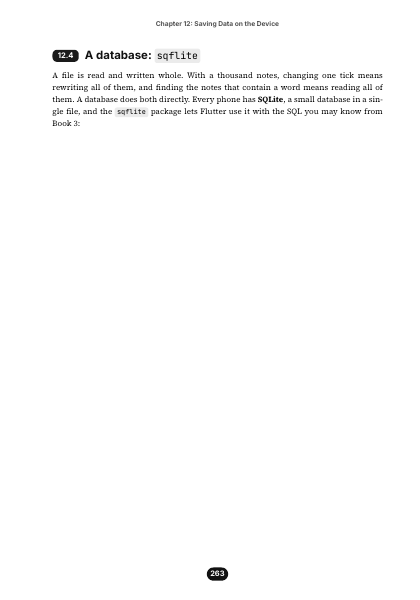 Chapter 12: Saving Data on the Device
12.4 A database: sqflite
A file is read and written whole. With a thousand notes, changing one tick means
rewriting all of them, and finding the notes that contain a word means reading all of
them. A database does both directly. Every phone has SQLite, a small database in a sin-
gle file, and the sqflite package lets Flutter use it with the SQL you may know from
Book 3:
263